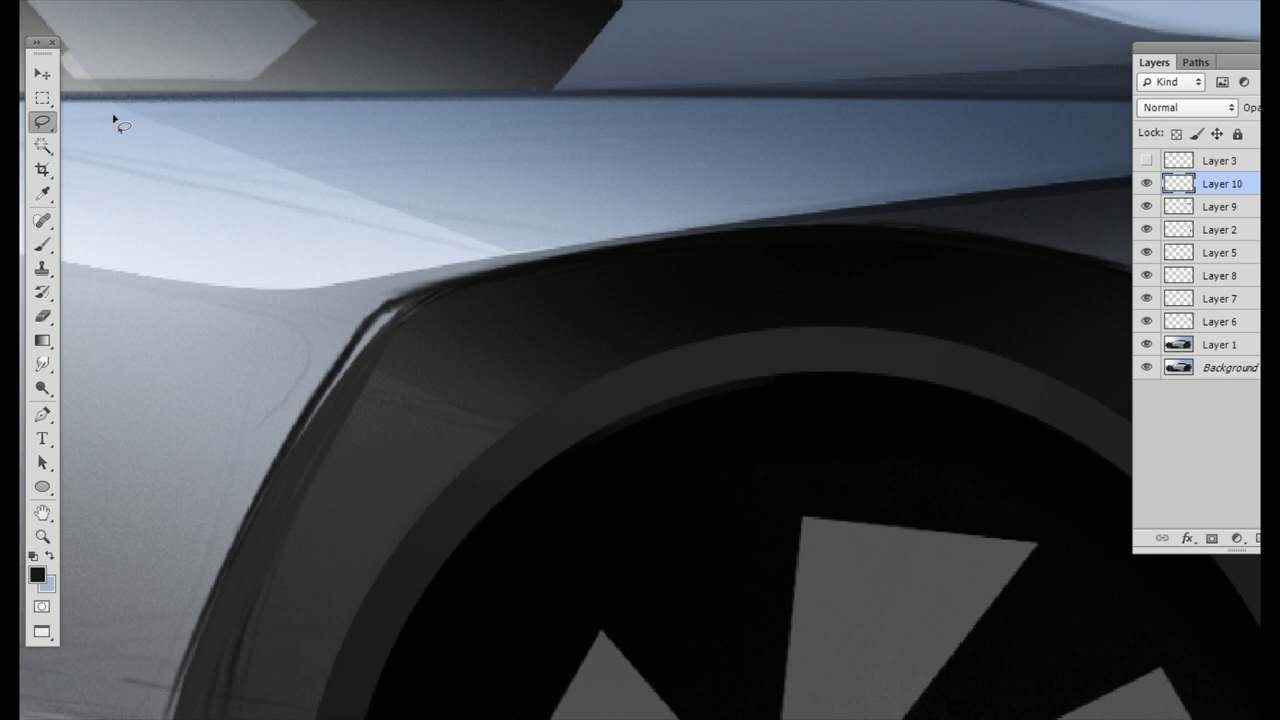 Layers Paths
Kind
Normal Opa
Lock:
Layer 3
Layer 10
Layer 9
Layer 2
Layer 5
Layer 8
Layer 7
Layer 6
Layer 1
Background
fx.
T